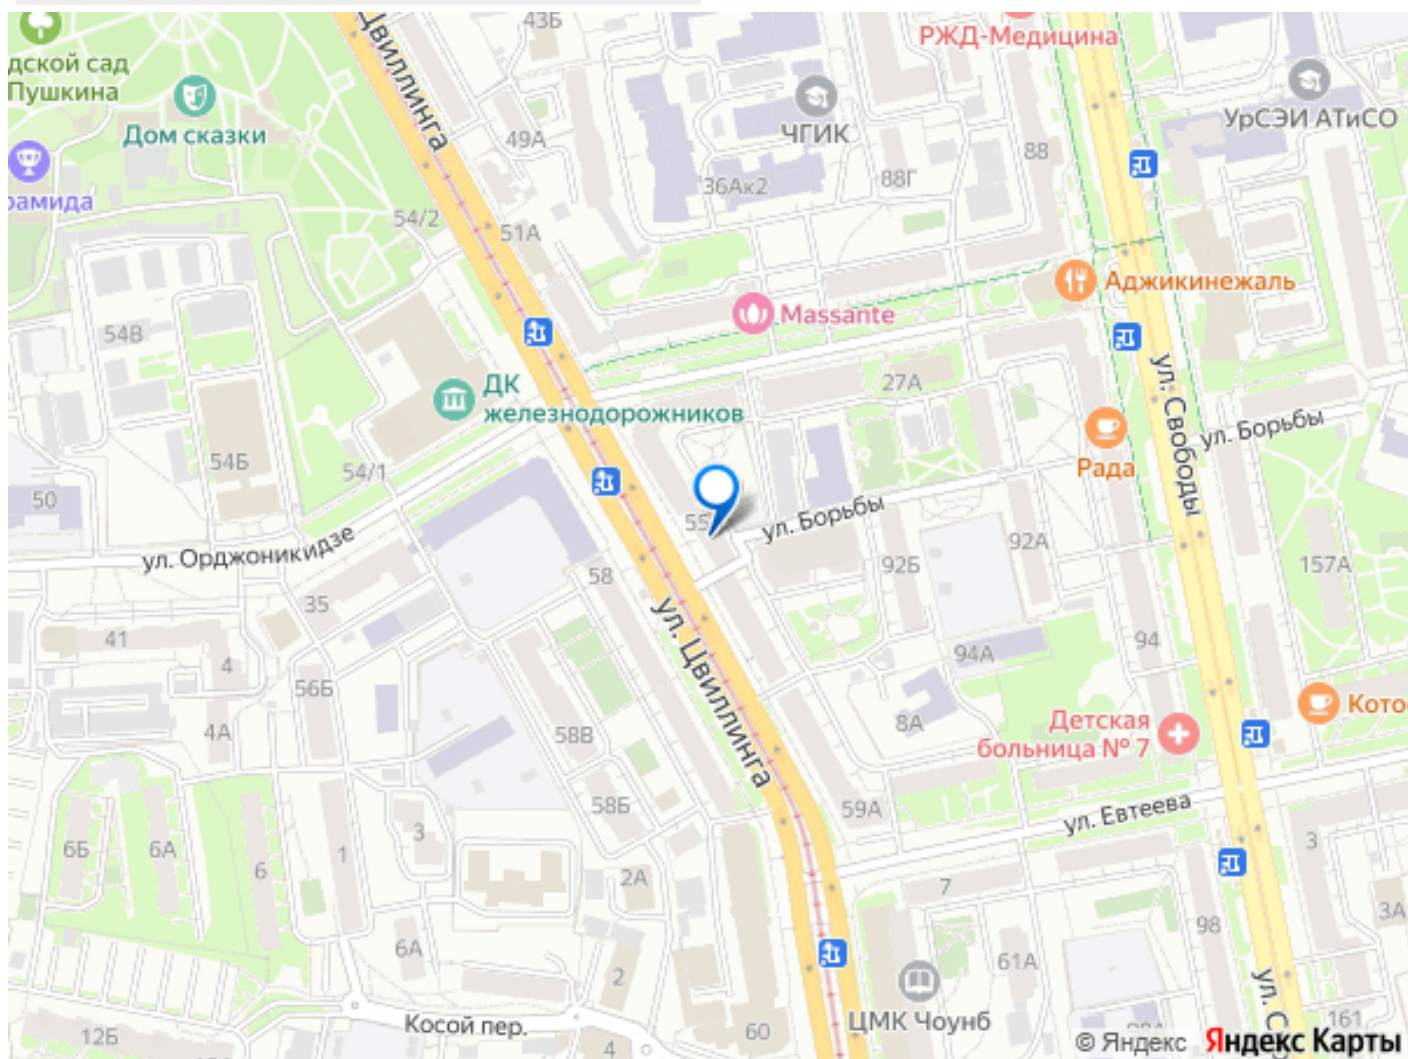 Цвиллинга
43Б
РЖД-Медицина
дской сад
Пушкина
Дом сказки
49А
ЧГИК
88
УрСЭИ АТиСО
рамида
36Ак2
88Г
54/2
51А
Аджикинежаль
Massante
54В
ДК
железнодорожников
27А
ул. Свободы
ул. Борьбы
Рада
54Б
54/1
50
55
ул. Борьбы
ул. Орджоникидзе
92А
92Б
157А
58
35
ул. Цвиллинга
41
4
94
94А
56Б
4А
8А
Детская
больница № 7
Кото
58В
58Б
59А
ул. Евтеева
3
3
6Б
6А
1
6
2А
7
3А
98
6А
61А
2
ул. С
Косой пер.
ЦМК Чоунб
161
12Б
60
4
98А
© Яндекс Яндекс Карты